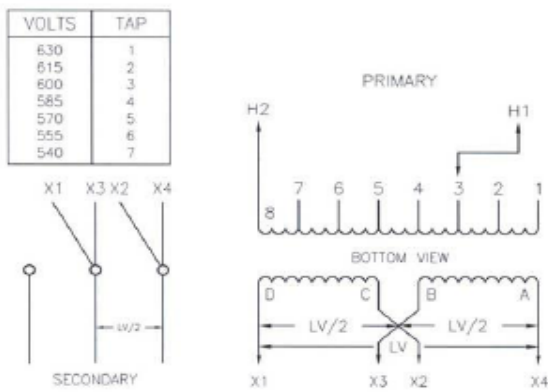 VOLTS TAP
630 1
615 2
600 3
585 4
570 5
555 6
540 7
X1 X3 X2 X4
LV/2
SECONDARY
PRIMARY
H2 H1
8 7 6 5 4 3 2 1
BOTTOM VIEW
D C B A
LV/2 LV/2
LV
X1 X3 X2 X4